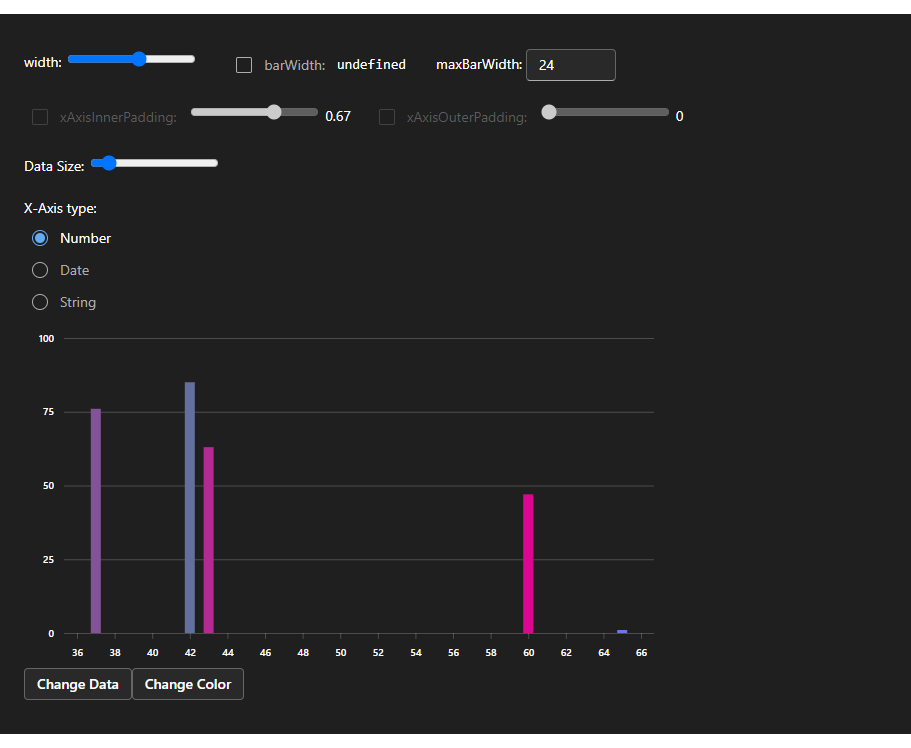 width: barWidth: undefined maxBarWidth: 24
xAxisInnerPadding: 0.67 xAxisOuterPadding: 0
Data Size:
X-Axis type:
Number
Date
String
100
75
50
25
0
36 38 40 42 44 46 48 50 52 54 56 58 60 62 64 66
Change Data Change Color